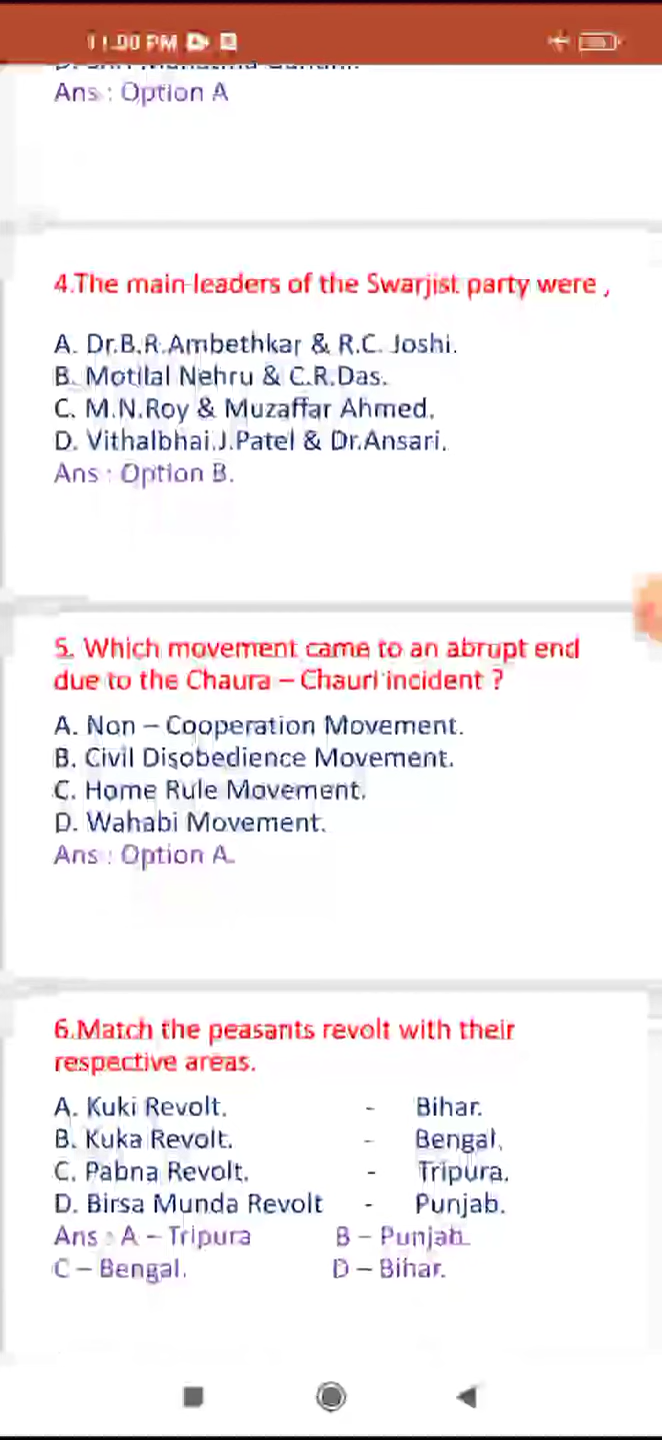 11:00 PM
Ans : Option A
4.The main leaders of the Swarjist party were ,
A. Dr.B.R.Ambethkar & R.C. Joshi.
B. Motilal Nehru & C.R.Das.
C. M.N.Roy & Muzaffar Ahmed.
D. Vithalbhai.J.Patel & Dr.Ansari.
Ans : Option B.
5. Which movement came to an abrupt end
due to the Chaura – Chauri incident ?
A. Non – Cooperation Movement.
B. Civil Disobedience Movement.
C. Home Rule Movement.
D. Wahabi Movement.
Ans : Option A.
6.Match the peasants revolt with their
respective areas.
A. Kuki Revolt. - Bihar.
B. Kuka Revolt. - Bengal.
C. Pabna Revolt. - Tripura.
D. Birsa Munda Revolt - Punjab.
Ans : A – Tripura B – Punjab.
C – Bengal. D – Bihar.